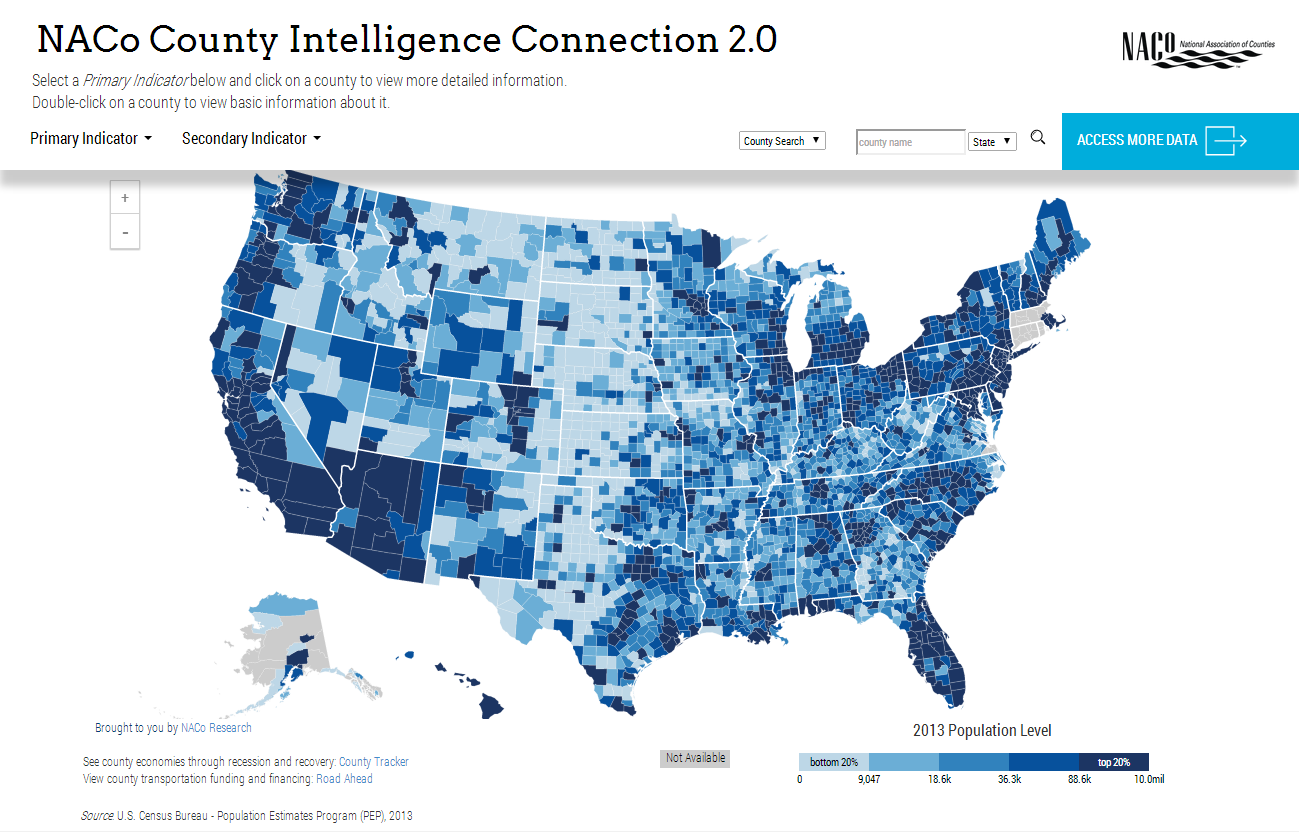 NACo County Intelligence Connection 2.0
NACO National Association of Counties
Select a Primary Indicator below and click on a county to view more detailed information.
Double-click on a county to view basic information about it.
Primary Indicator
Secondary Indicator
County Search
county name
State
ACCESS MORE DATA
+
-
Brought to you by NACo Research
2013 Population Level
See county economies through recession and recovery: County Tracker
View county transportation funding and financing: Road Ahead
Not Available
bottom 20%
top 20%
0 9,047 18.6k 36.3k 88.6k 10.0mil
Source: U.S. Census Bureau - Population Estimates Program (PEP), 2013